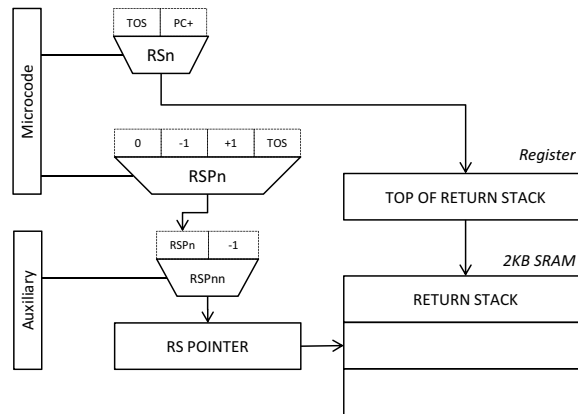 TOS PC+
RSn
Microcode
0 -1 +1 TOS
RSPn
Register
TOP OF RETURN STACK
RSPn -1
RSPnn
2KB SRAM
RETURN STACK
Auxiliary
RS POINTER